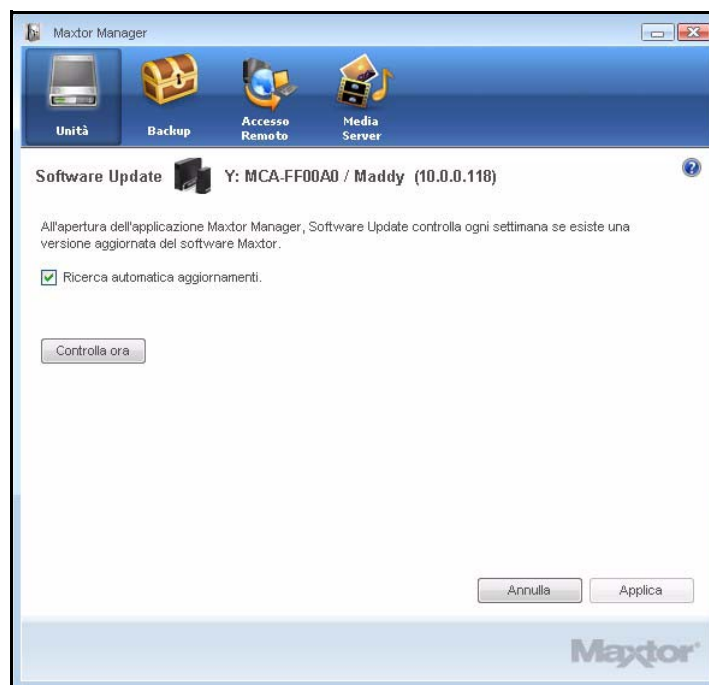 Maxtor Manager
Unità
Backup
Accesso
Remoto
Media
Server
Software Update
Y: MCA-FF00A0 / Maddy (10.0.0.118)
?
All'apertura dell'applicazione Maxtor Manager, Software Update controlla ogni settimana se esiste una
versione aggiornata del software Maxtor.
Ricerca automatica aggiornamenti.
Controlla ora
Annulla
Applica
Maxtor